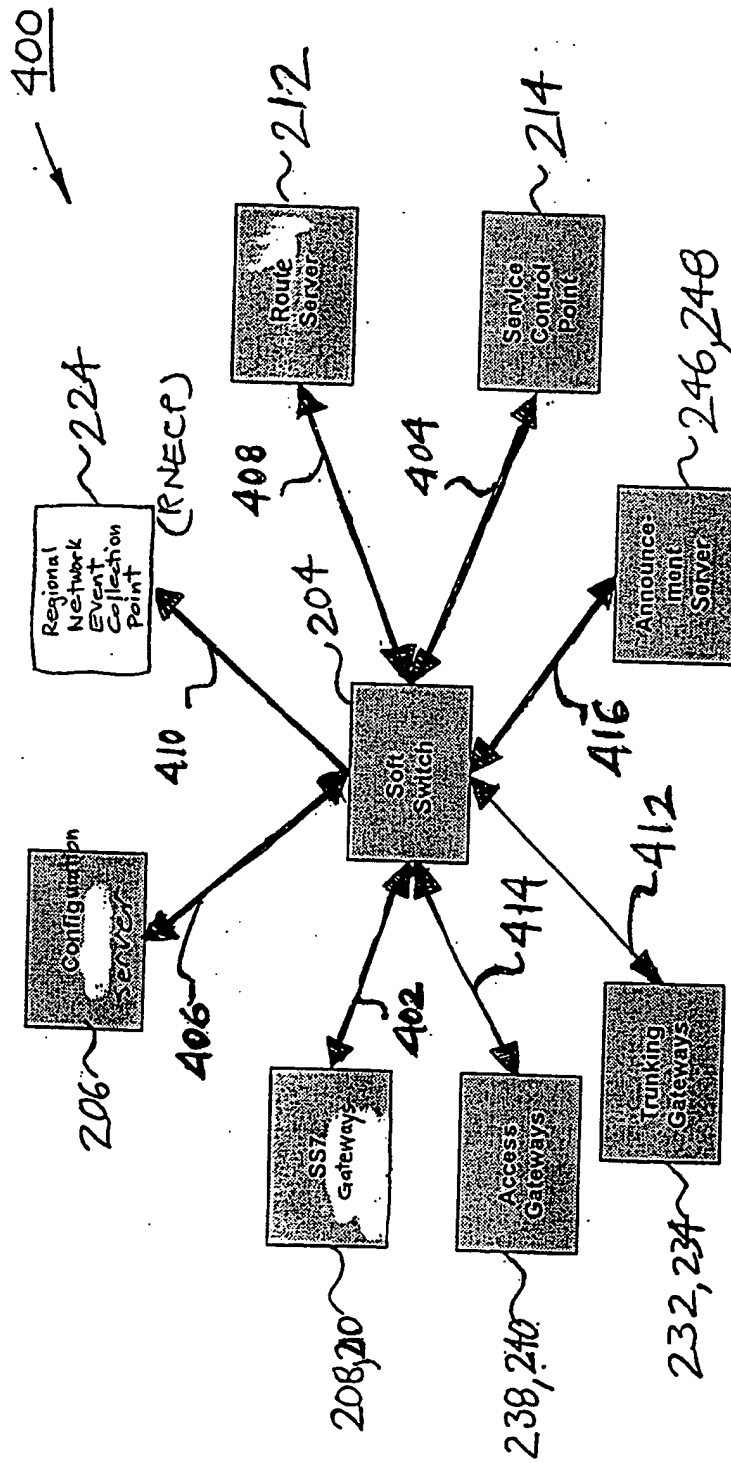 400
Configuration
Server
206
Regional
Network
Event
Collection
Point
224
(RNECP)
406
410
408
Route
Server
212
SS7
Gateways
208,210
402
Soft
Switch
204
404
Service
Control
Point
214
Access
Gateways
238,240
414
Trunking
Gateways
232,234
412
416
Announce-
ment
Server
246,248